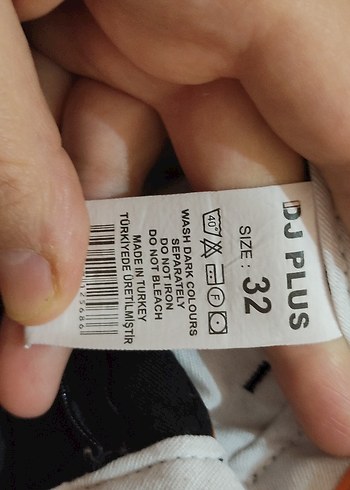 DJ PLUS
SIZE: 32
40°
F
WASH DARK COLOURS
SEPARATELY
DO NOT IRON
DO NOT BLEACH
MADE IN TURKEY
TÜRKİYEDE ÜRETİLMİŞTİR